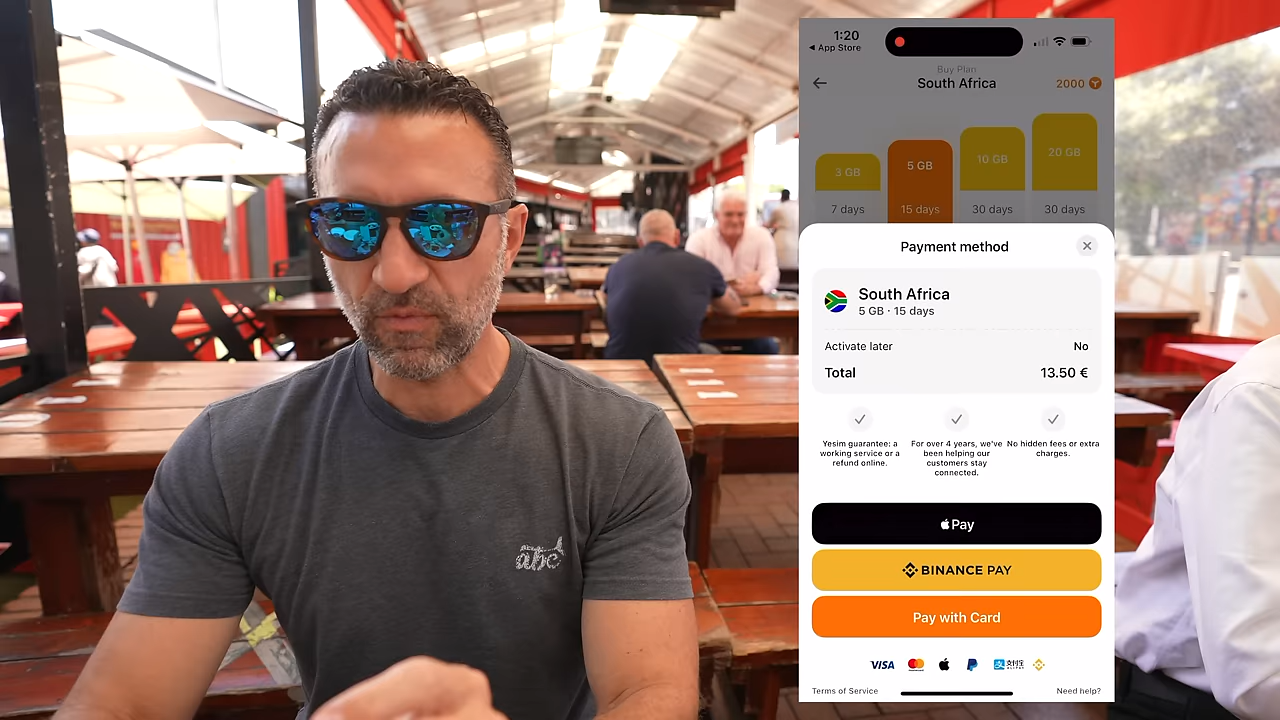 abc
1:20
◀ App Store
Buy Plan
South Africa
2000
3 GB
5 GB
10 GB
20 GB
7 days
15 days
30 days
30 days
Payment method
South Africa
5 GB · 15 days
Activate later No
Total 13.50 €
Yesim guarantee: a
working service or a
refund online.
For over 4 years, we've
been helping our
customers stay
connected.
No hidden fees or extra
charges.
Pay
BINANCE PAY
Pay with Card
VISA
支付宝
Terms of Service
Need help?